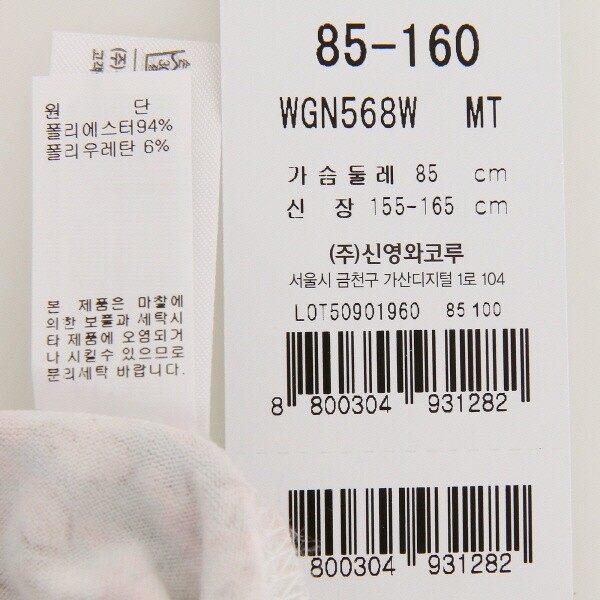 (주)
고객
원 단
폴리에스터94%
폴리우레탄 6%
본 제품은 마찰에
의한 보풀과 세탁시
타 제품에 오염되거
나 시킬수 있으므로
분리세탁 바랍니다.
85-160
WGN568W MT
가슴둘레 85 cm
신 장 155-165 cm
(주)신영와코루
서울시 금천구 가산디지털 1로 104
LOT50901960 85 100
8 800304 931282
800304 931282